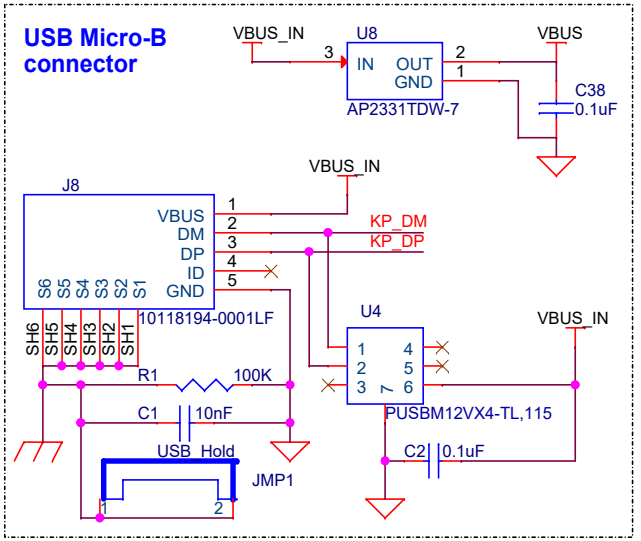 USB Micro-B
connector
VBUS_IN
U8
VBUS
3
IN
OUT
2
GND
1
AP2331TDW-7
C38
0.1uF
VBUS_IN
J8
VBUS
1
DM
2
KP_DM
DP
3
KP_DP
ID
4
GND
5
S6
S5
S4
S3
S2
S1
10118194-0001LF
SH6
SH5
SH4
SH3
SH2
SH1
U4
VBUS_IN
1
4
2
5
3
6
7
PUSBM12VX4-TL,115
R1
100K
C1
10nF
C2
0.1uF
USB_Hold
JMP1
1
2